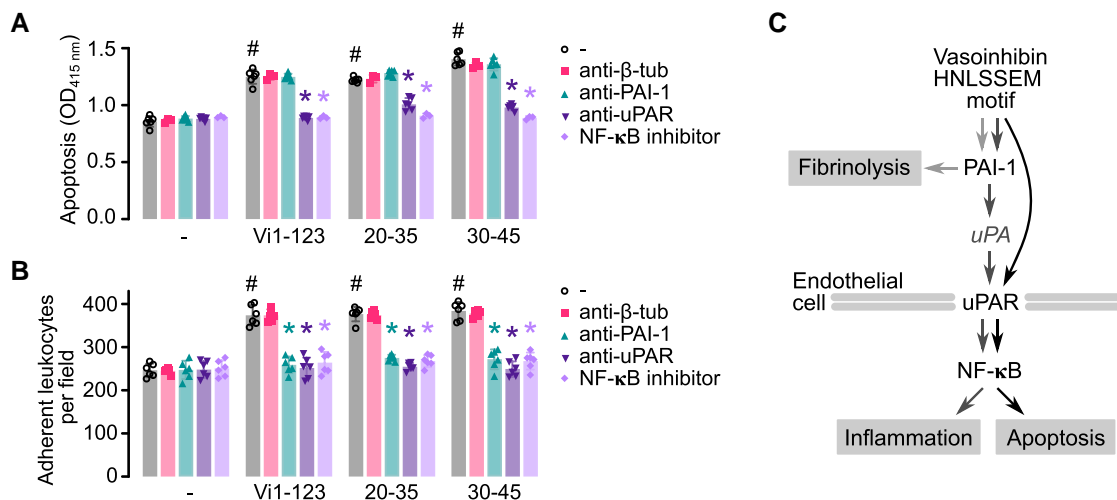 A
Apoptosis (OD415 nm)
1.5
1.0
0.5
0.0
#
#
#
*
*
*
*
*
*
-
Vi1-123
20-35
30-45
-
anti-β-tub
anti-PAI-1
anti-uPAR
NF-κB inhibitor
B
Adherent leukocytes
per field
400
300
200
100
0
#
#
#
* * *
* * *
* * *
-
Vi1-123
20-35
30-45
-
anti-β-tub
anti-PAI-1
anti-uPAR
NF-κB inhibitor
C
Vasoinhibin
HNLSSEM
motif
Fibrinolysis
PAI-1
uPA
Endothelial
cell
uPAR
NF-κB
Inflammation
Apoptosis